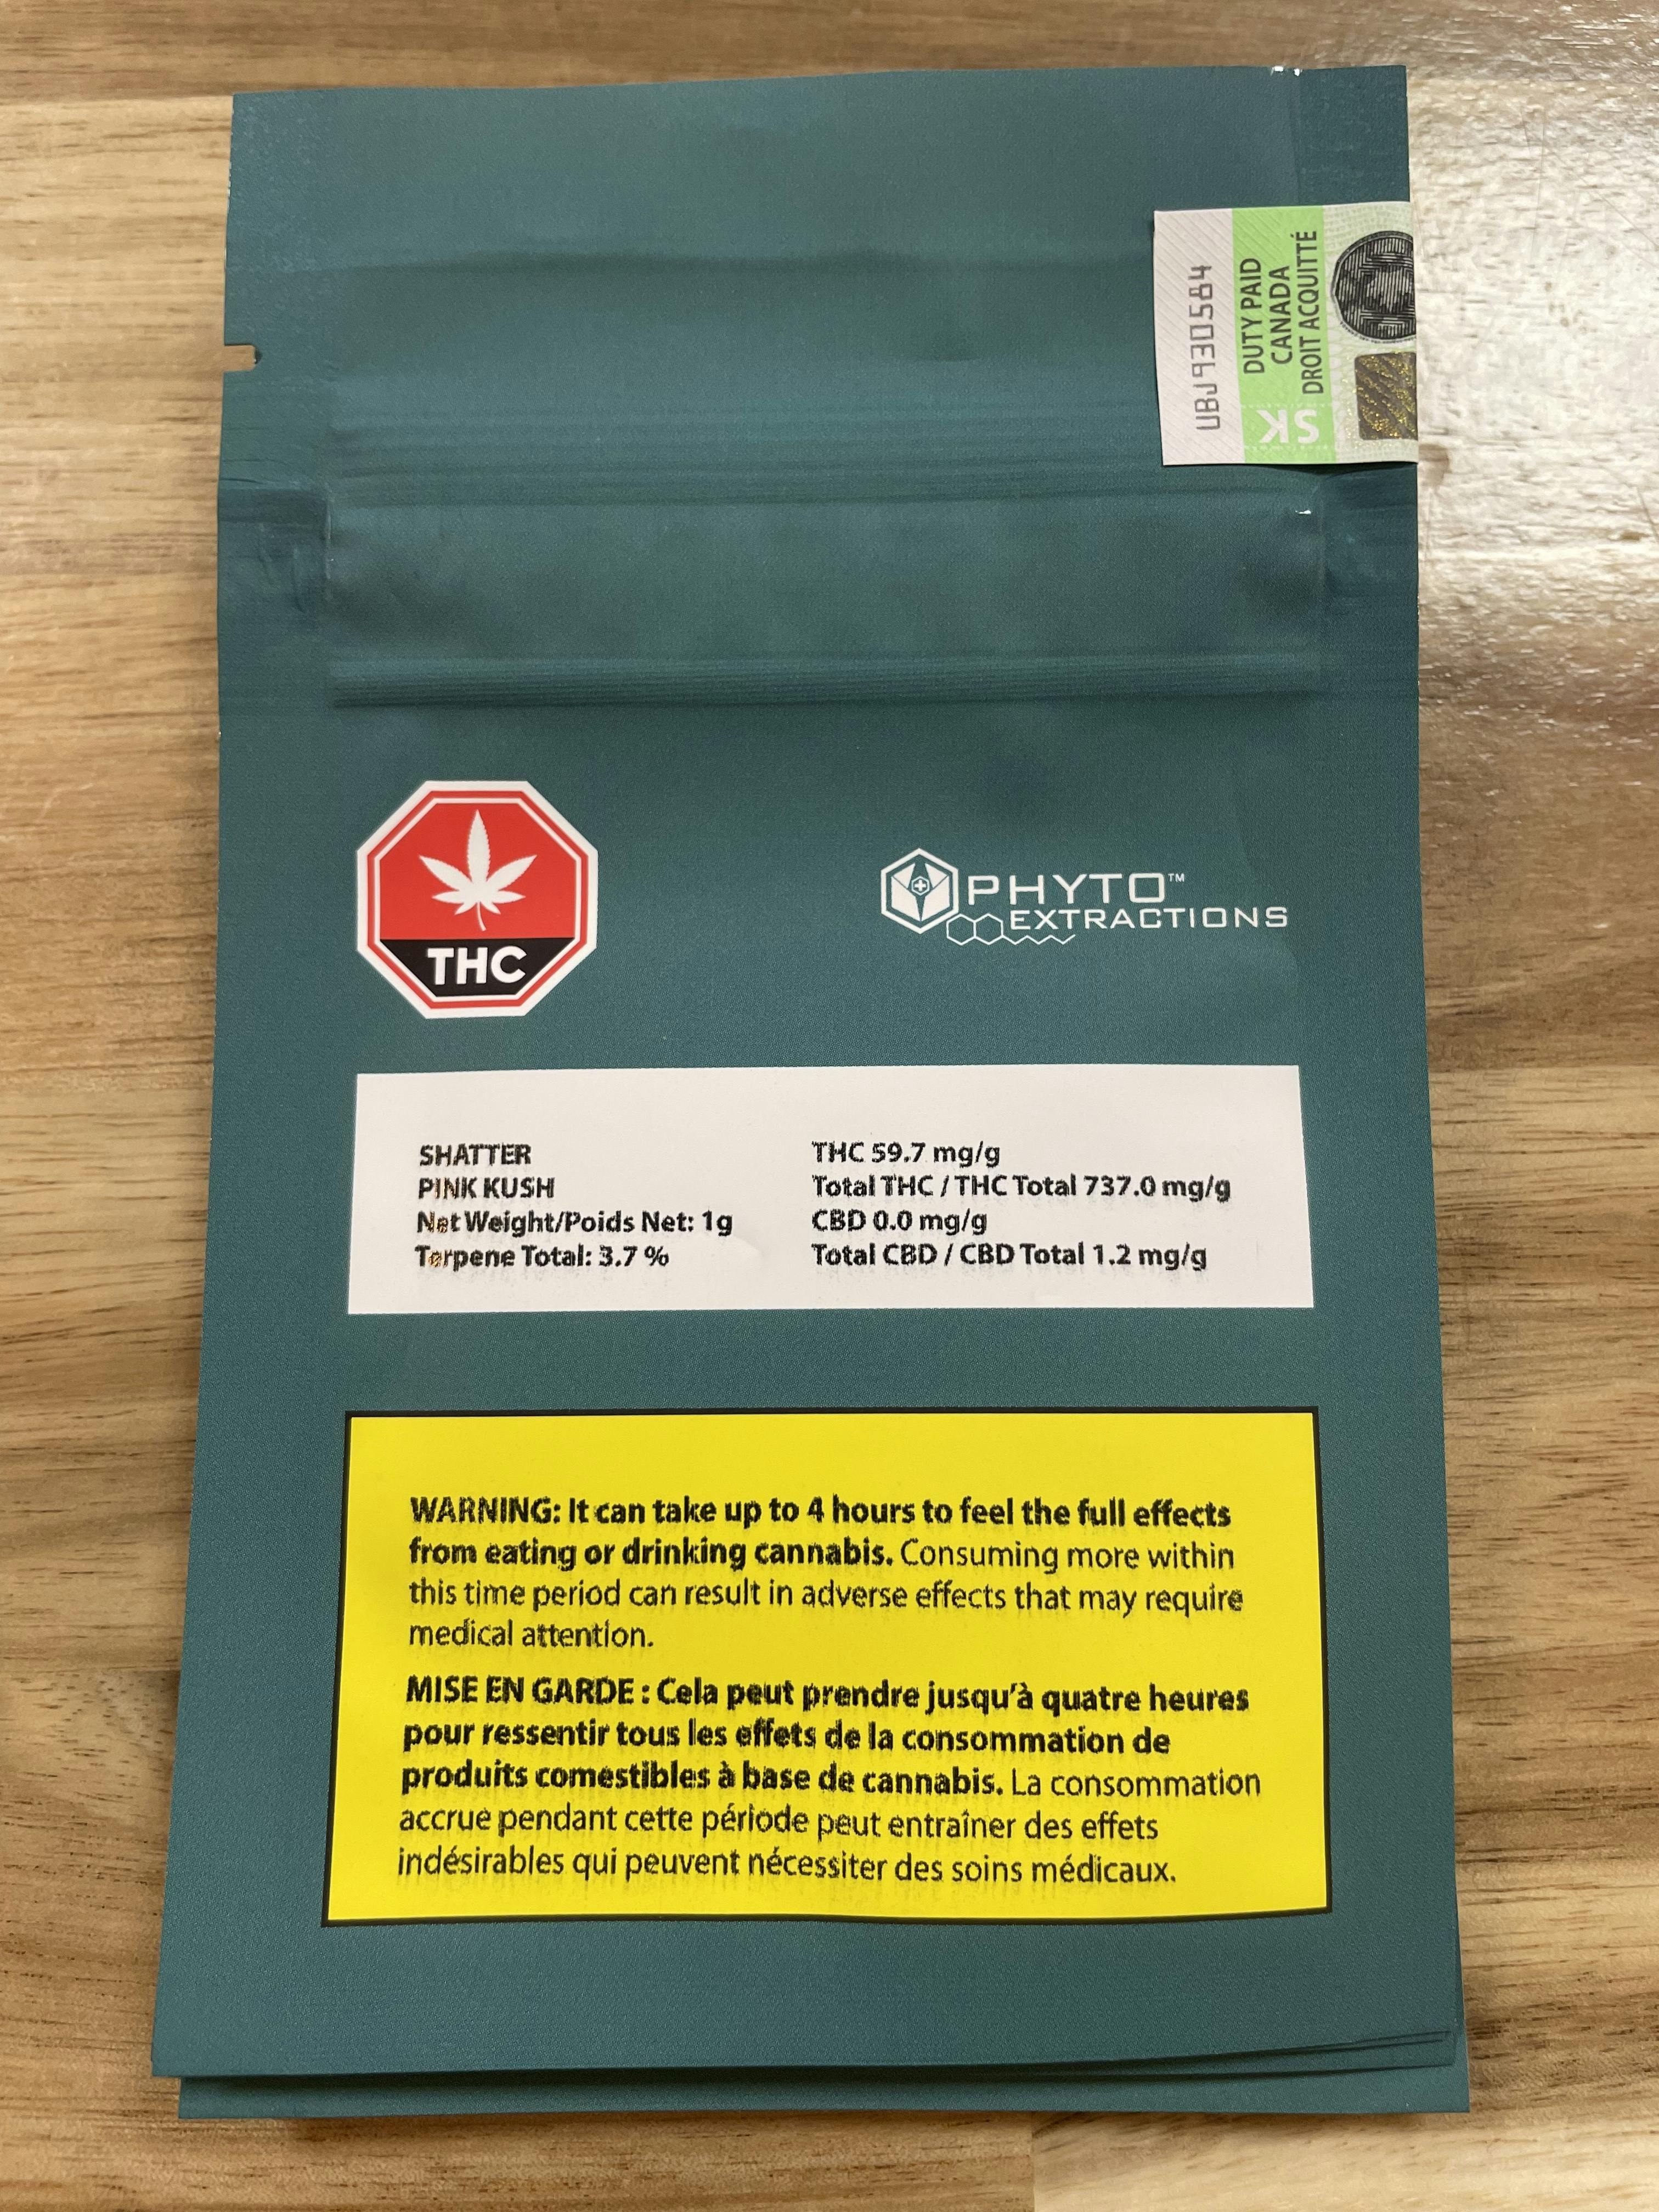 UBJ930584
DUTY PAID
CANADA
DROIT ACQUITTÉ
SK
THC
PHYTO™
EXTRACTIONS
SHATTER
PINK KUSH
Net Weight/Poids Net: 1g
Terpene Total: 3.7 %
THC 59.7 mg/g
Total THC / THC Total 737.0 mg/g
CBD 0.0 mg/g
Total CBD / CBD Total 1.2 mg/g
WARNING: It can take up to 4 hours to feel the full effects
from eating or drinking cannabis. Consuming more within
this time period can result in adverse effects that may require
medical attention.
MISE EN GARDE : Cela peut prendre jusqu'à quatre heures
pour ressentir tous les effets de la consommation de
produits comestibles à base de cannabis. La consommation
accrue pendant cette période peut entraîner des effets
indésirables qui peuvent nécessiter des soins médicaux.